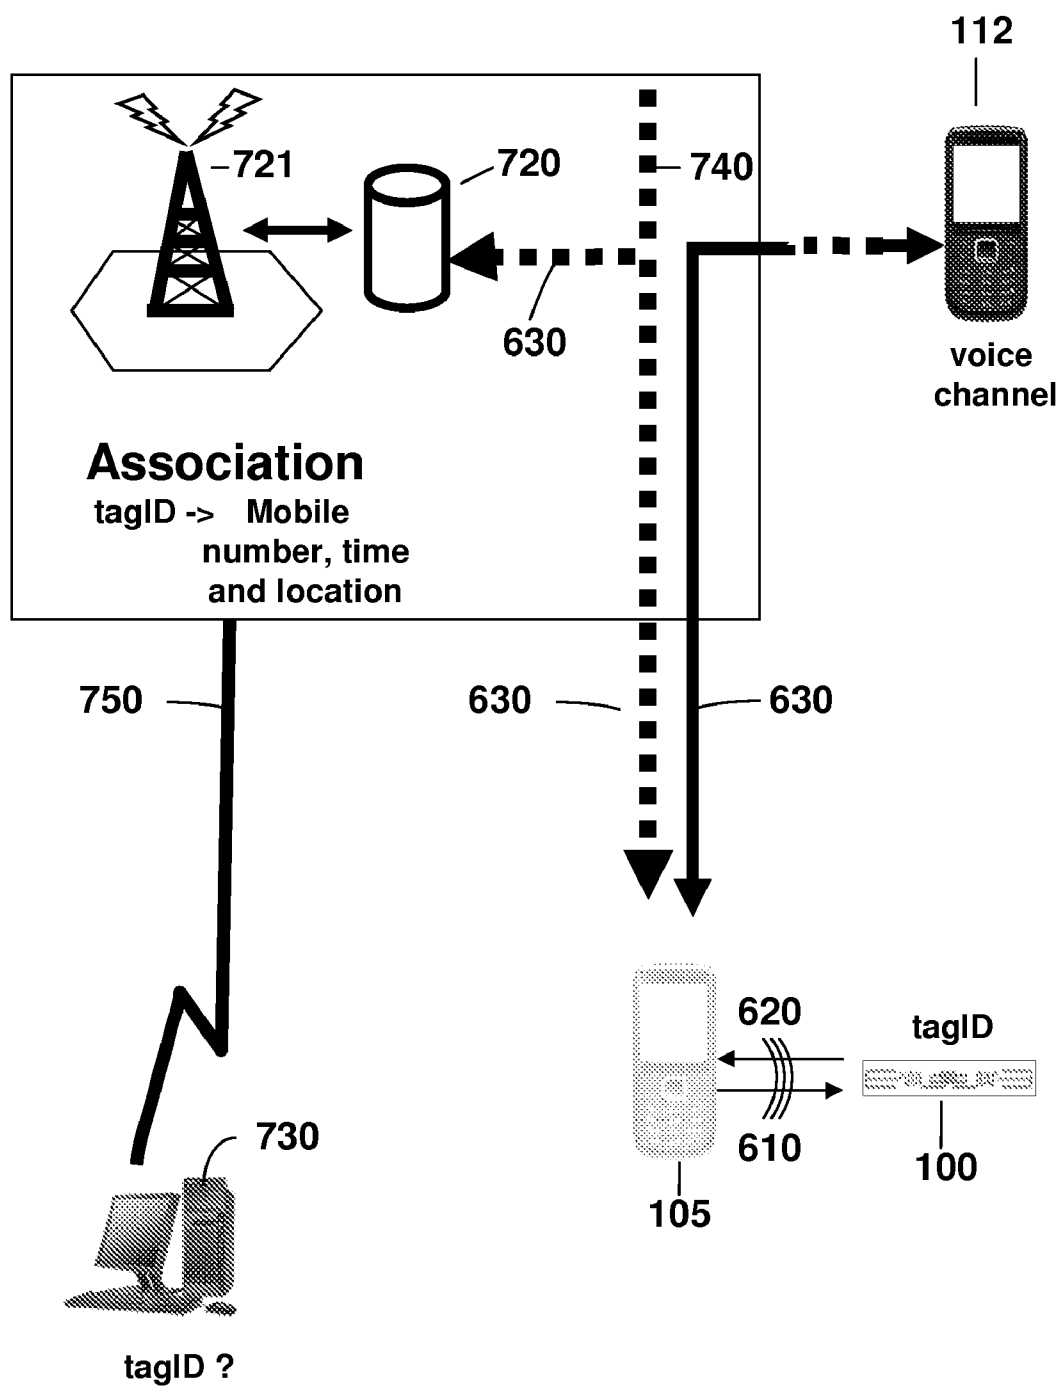 112
721
720
740
630
voice
channel
Association
tagID -> Mobile
number, time
and location
750
630
630
620
tagID
610
100
105
730
tagID ?